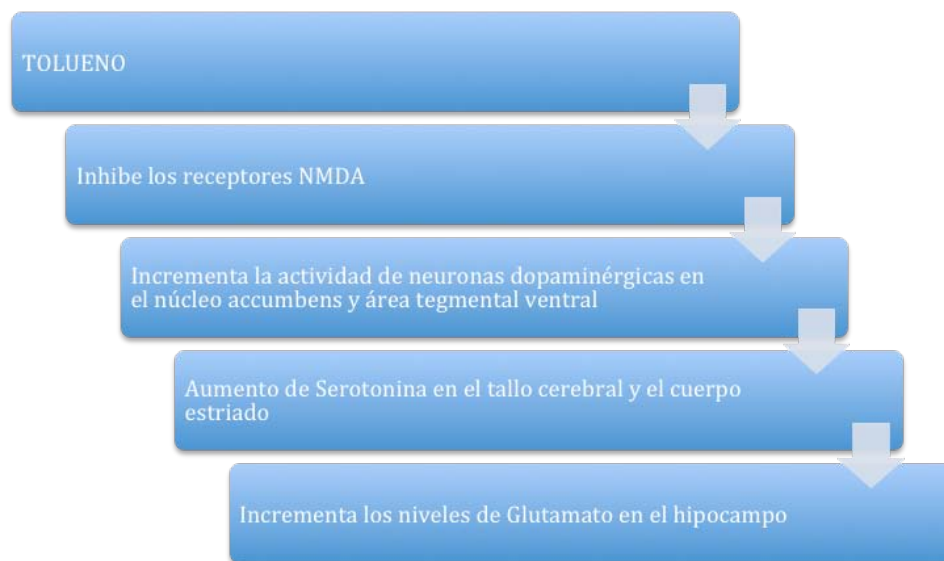 TOLUENO
Inhibe los receptores NMDA
Incrementa la actividad de neuronas dopaminérgicas en
el núcleo accumbens y área tegmental ventral
Aumento de Serotonina en el tallo cerebral y el cuerpo
estriado
Incrementa los niveles de Glutamato en el hipocampo